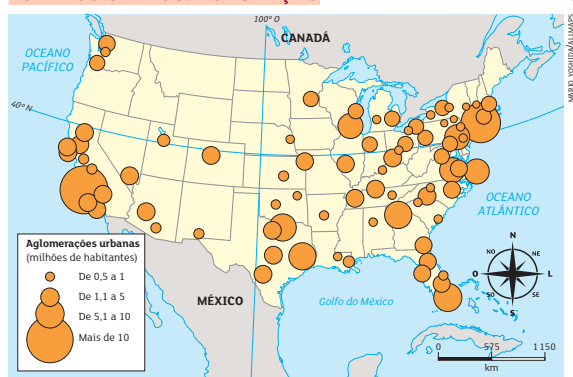 100° O
CANADÁ
OCEANO
PACÍFICO
40° N
MARIO YOSHIDA/ALLMAPS
OCEANO
ATLÂNTICO
N
NO
NE
O
L
SO
SE
S
Aglomerações urbanas
(milhões de habitantes)
De 0,5 a 1
De 1,1 a 5
De 5,1 a 10
Mais de 10
MÉXICO
Golfo do México
0 575 1 150
km